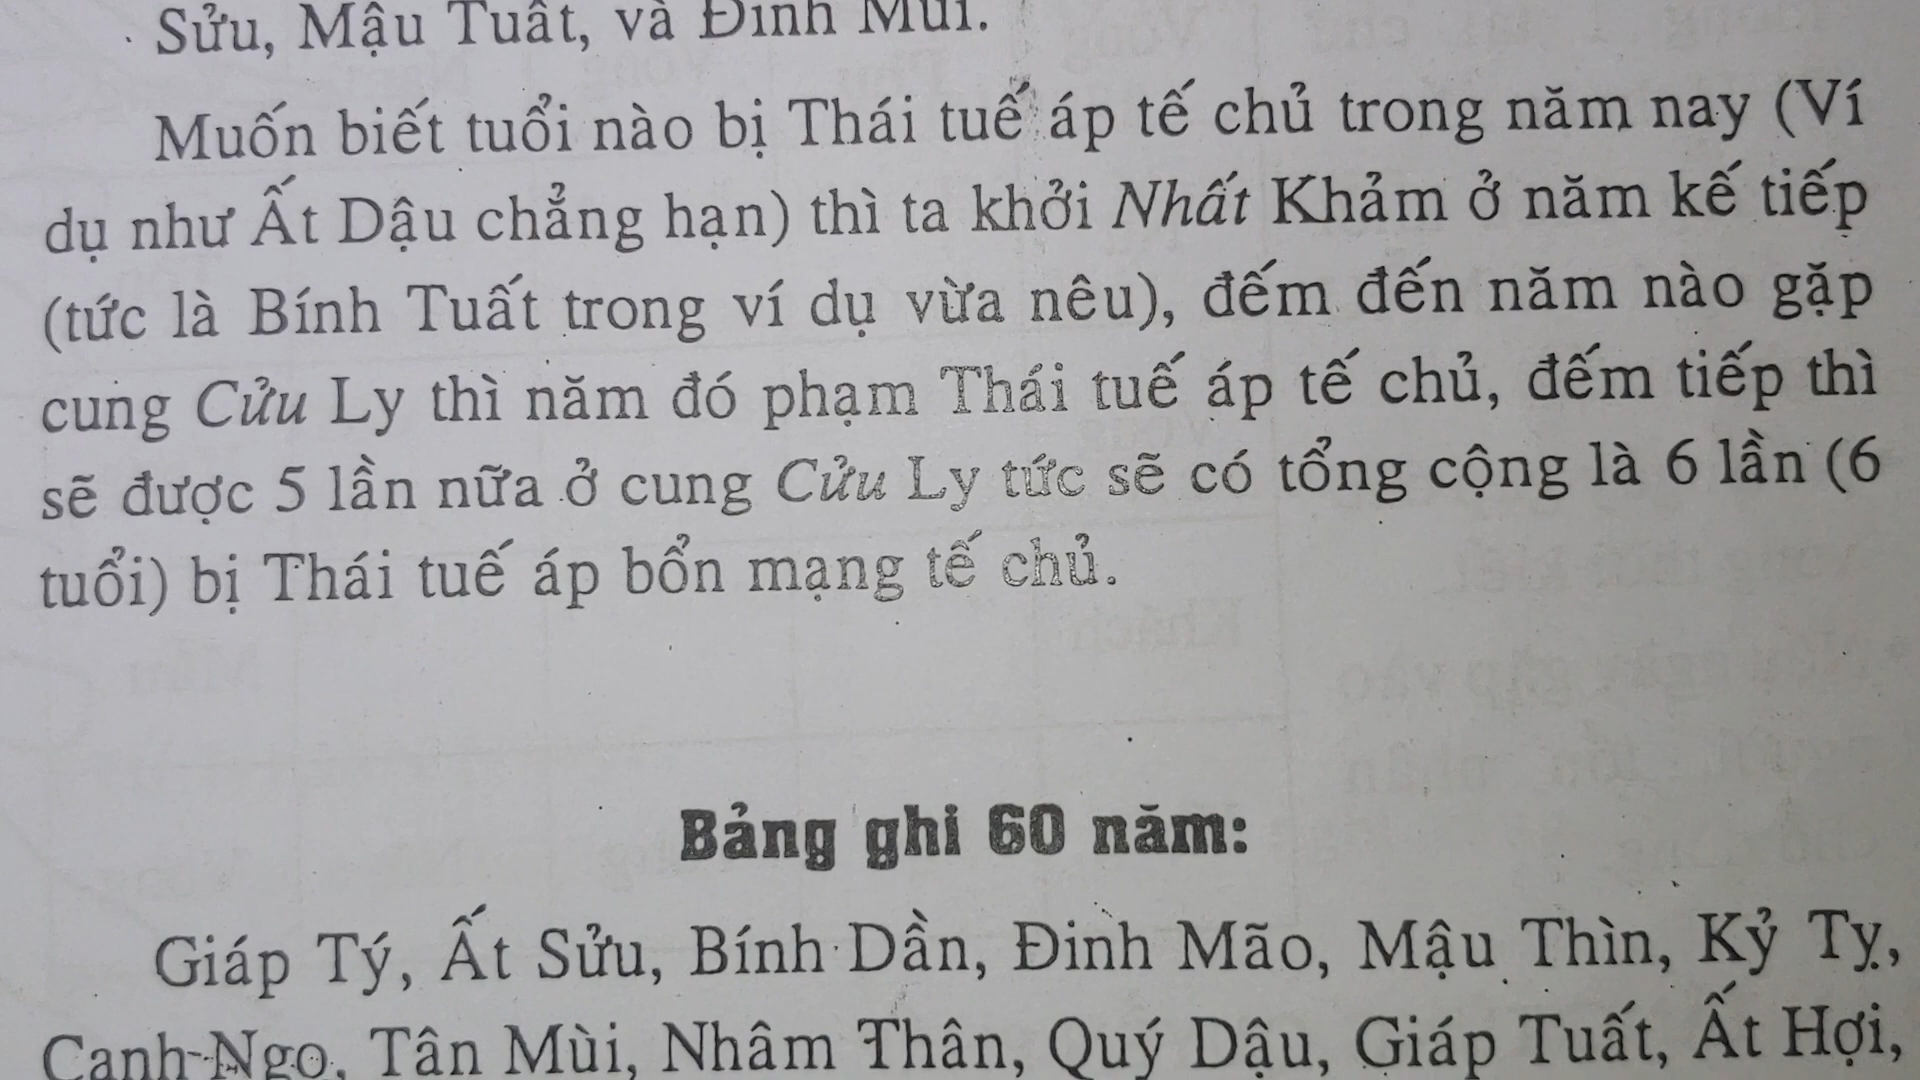 Sửu, Mậu Tuất, và Đinh Mùi.
Muốn biết tuổi nào bị Thái tuế áp tế chủ trong năm nay (Ví
dụ như Ất Dậu chẳng hạn) thì ta khởi Nhất Khảm ở năm kế tiếp
(tức là Bính Tuất trong ví dụ vừa nêu), đếm đến năm nào gặp
cung Cửu Ly thì năm đó phạm Thái tuế áp tế chủ, đếm tiếp thì
sẽ được 5 lần nữa ở cung Cửu Ly tức sẽ có tổng cộng là 6 lần (6
tuổi) bị Thái tuế áp bổn mạng tế chủ.
Bảng ghi 60 năm:
Giáp Tý, Ất Sửu, Bính Dần, Đinh Mão, Mậu Thìn, Kỷ Tỵ,
Canh Ngọ, Tân Mùi, Nhâm Thân, Quý Dậu, Giáp Tuất, Ất Hợi,